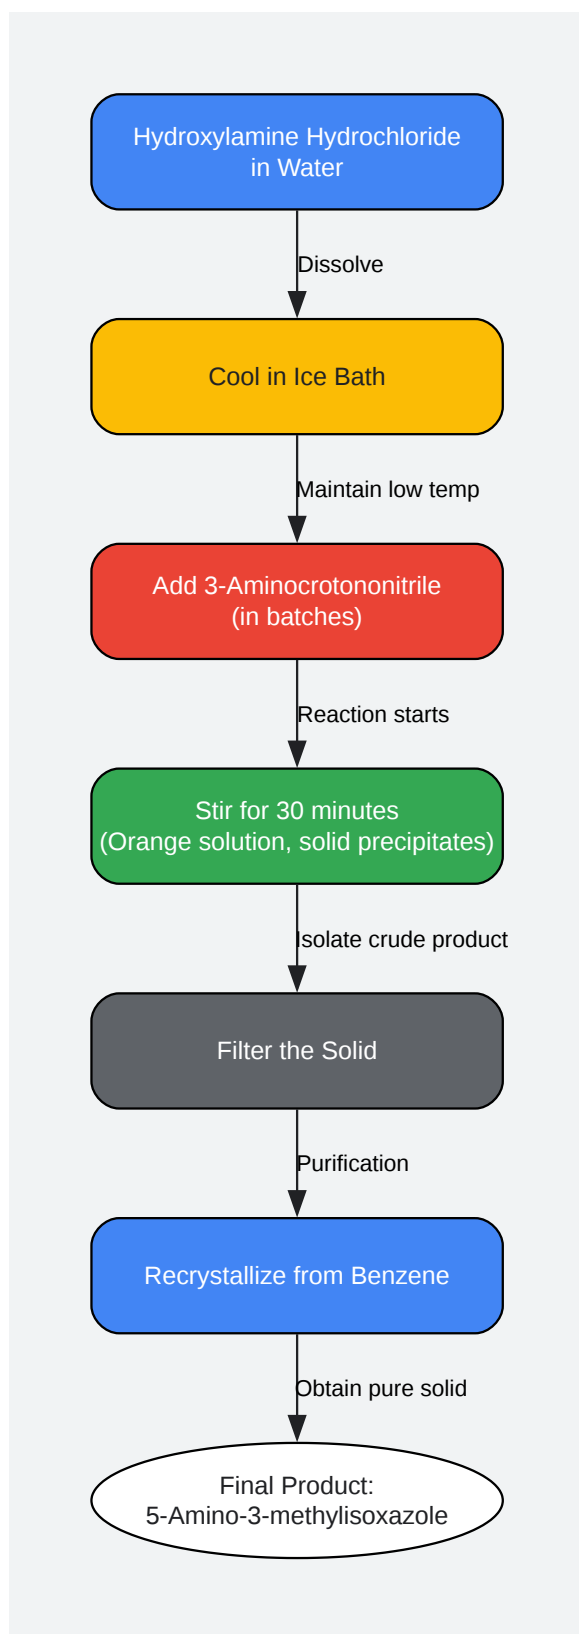 Hydroxylamine Hydrochloride
in Water
Dissolve
Cool in Ice Bath
Maintain low temp
Add 3-Aminocrotononitrile
(in batches)
Reaction starts
Stir for 30 minutes
(Orange solution, solid precipitates)
Isolate crude product
Filter the Solid
Purification
Recrystallize from Benzene
Obtain pure solid
Final Product:
5-Amino-3-methylisoxazole